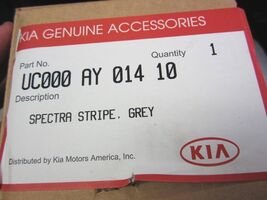 KIA GENUINE ACCESSORIES
Part No. Quantity
UC000 AY 014 10 1
Description
SPECTRA STRIPE. GREY
Distributed by Kia Motors America, Inc.
KIA